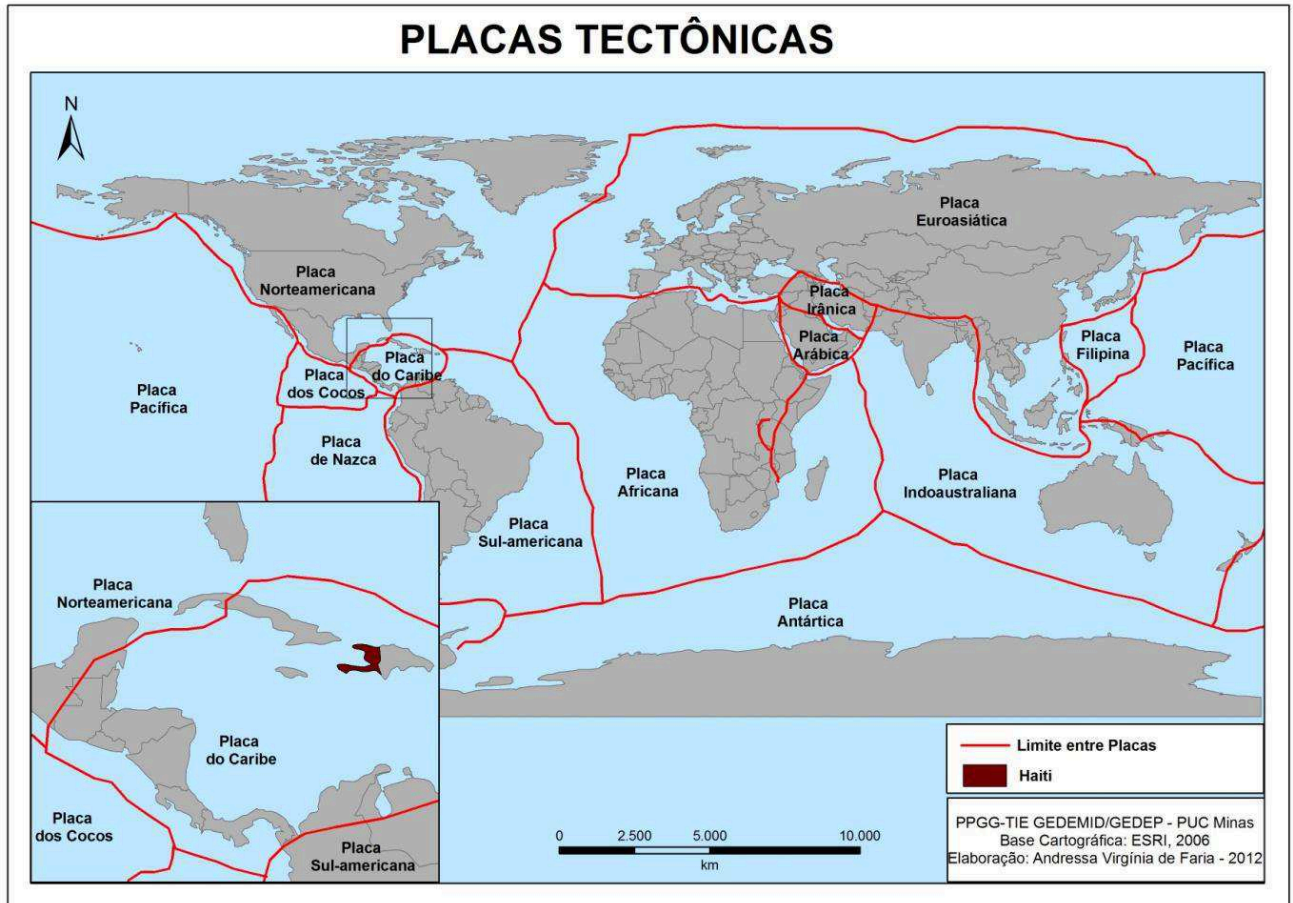 PLACAS TECTÔNICAS
N
Placa
Euroasiática
Placa
Norteamericana
Placa
Irânica
Placa
Arábica
Placa
Filipina
Placa
Pacífica
Placa
do Caribe
Placa
dos Cocos
Placa
Pacífica
Placa
de Nazca
Placa
Africana
Placa
Indoaustraliana
Placa
Sul-americana
Placa
Antártica
Placa
Norteamericana
Placa
do Caribe
Placa
dos Cocos
Placa
Sul-americana
0 2.500 5.000 10.000
km
Limite entre Placas
Haiti
PPGG-TIE GEDEMID/GEDEP - PUC Minas
Base Cartográfica: ESRI, 2006
Elaboração: Andressa Virgínia de Faria - 2012